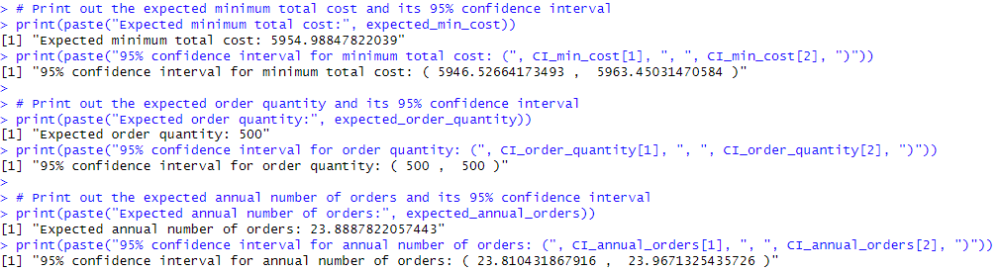 > # Print out the expected minimum total cost and its 95% confidence interval
> print(paste("Expected minimum total cost:", expected_min_cost))
[1] "Expected minimum total cost: 5954.98847822039"
> print(paste("95% confidence interval for minimum total cost: (", CI_min_cost[1], ", ", CI_min_cost[2], ")"))
[1] "95% confidence interval for minimum total cost: ( 5946.52664173493 ,  5963.45031470584 )"
>
> # Print out the expected order quantity and its 95% confidence interval
> print(paste("Expected order quantity:", expected_order_quantity))
[1] "Expected order quantity: 500"
> print(paste("95% confidence interval for order quantity: (", CI_order_quantity[1], ", ", CI_order_quantity[2], ")"))
[1] "95% confidence interval for order quantity: ( 500 ,  500 )"
>
> # Print out the expected annual number of orders and its 95% confidence interval
> print(paste("Expected annual number of orders:", expected_annual_orders))
[1] "Expected annual number of orders: 23.8887822057443"
> print(paste("95% confidence interval for annual number of orders: (", CI_annual_orders[1], ", ", CI_annual_orders[2], ")"))
[1] "95% confidence interval for annual number of orders: ( 23.810431867916 ,  23.9671325435726 )"